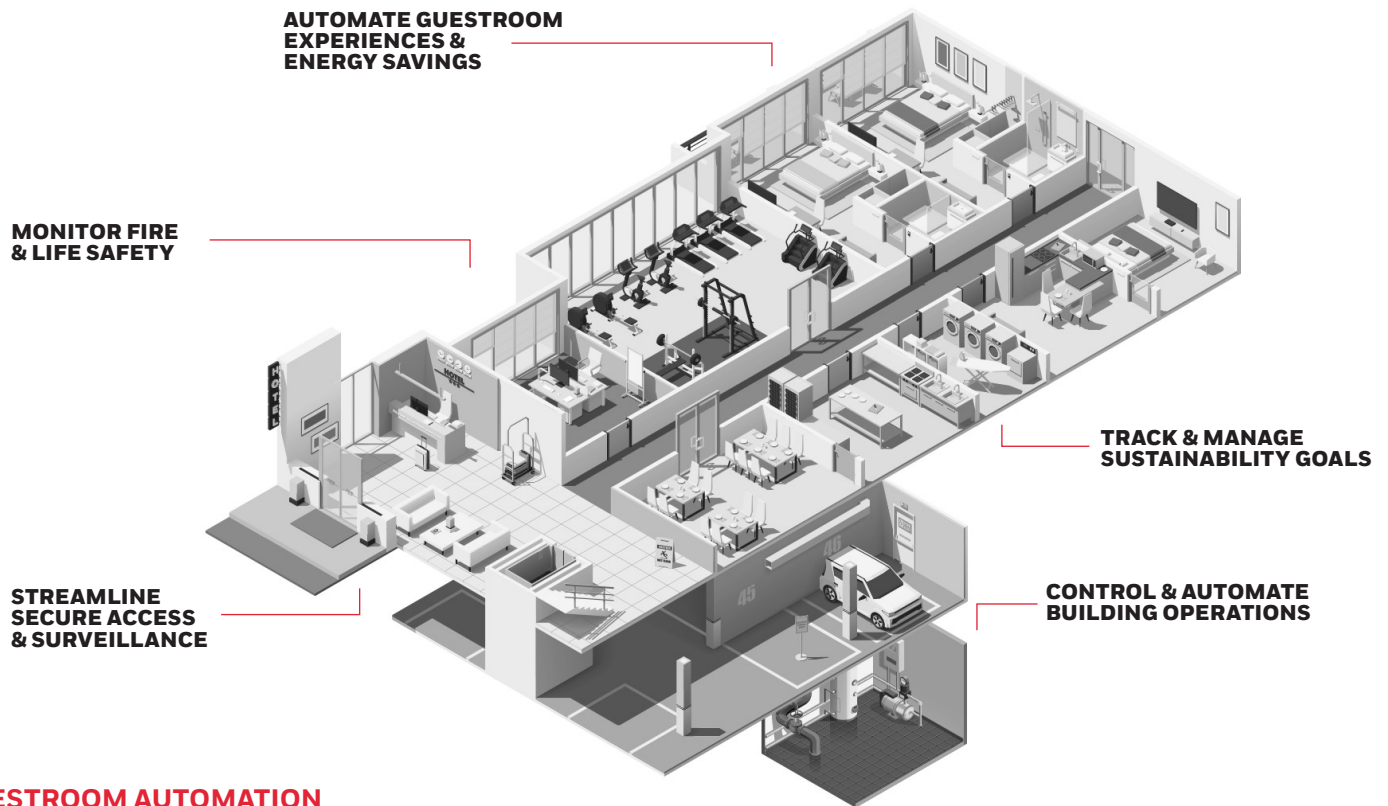 AUTOMATE GUESTROOM
EXPERIENCES &
ENERGY SAVINGS
MONITOR FIRE
& LIFE SAFETY
HOTEL
HOTEL
TRACK & MANAGE
SUSTAINABILITY GOALS
STREAMLINE
SECURE ACCESS
& SURVEILLANCE
45
46
CONTROL & AUTOMATE
BUILDING OPERATIONS
ESTROOM AUTOMATION